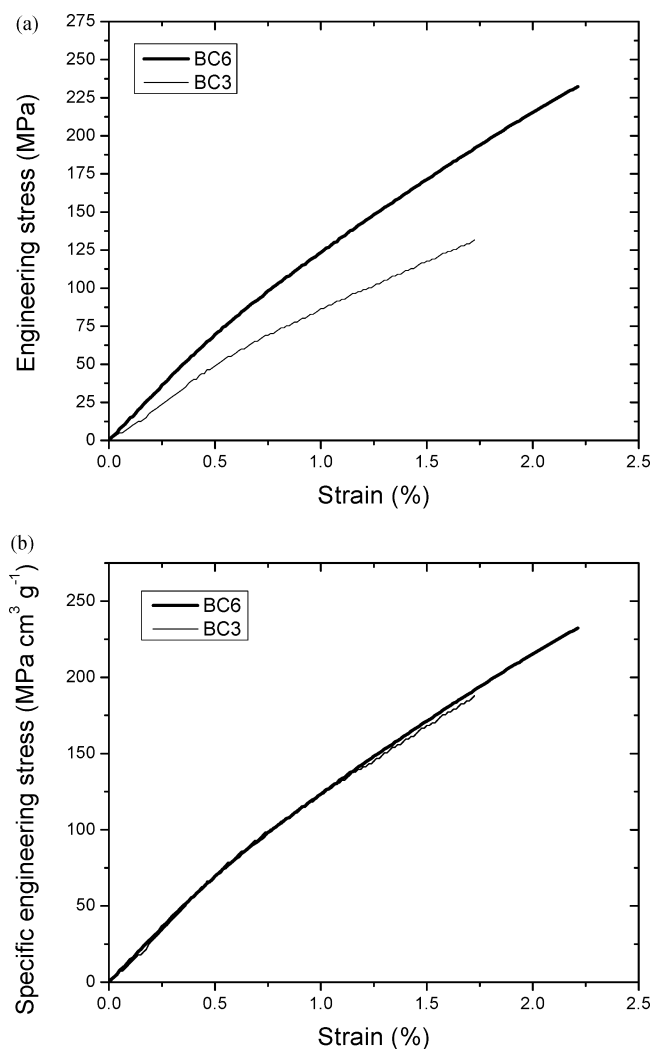 (a)
275
250
225
200
175
150
125
100
75
50
25
0
Engineering stress (MPa)
BC6
BC3
0.0 0.5 1.0 1.5 2.0 2.5
Strain (%)
(b)
250
200
150
100
50
0
Specific engineering stress (MPa cm³ g⁻¹)
BC6
BC3
0.0 0.5 1.0 1.5 2.0 2.5
Strain (%)